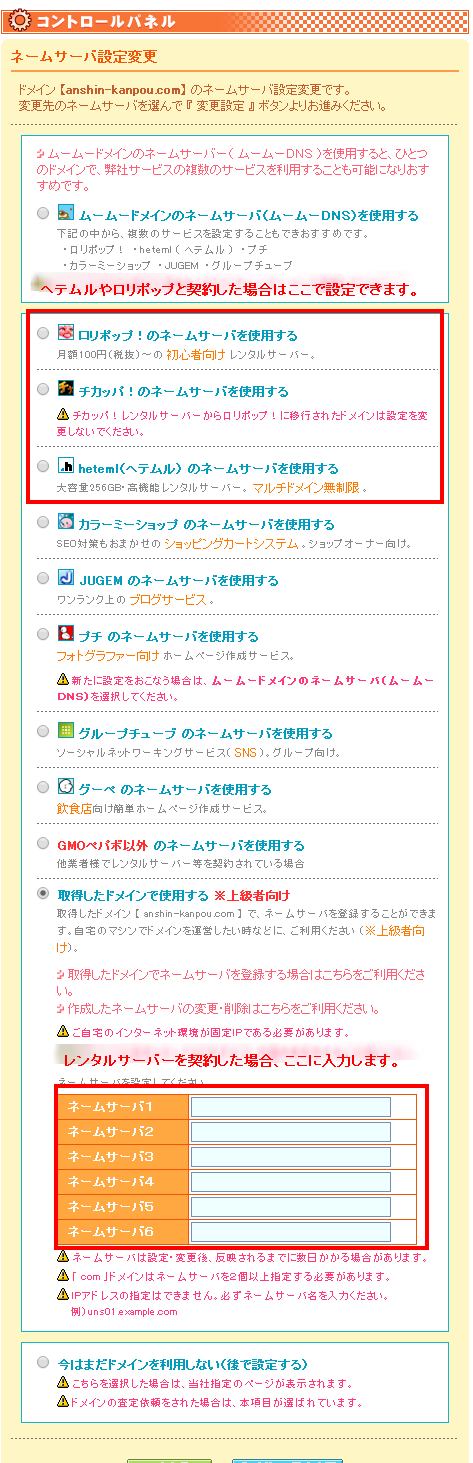 コントロールパネル
ネームサーバ設定変更
ドメイン【anshin-kanpou.com】のネームサーバ設定変更です。
変更先のネームサーバを選んで『 変更設定 』ボタンよりお進みください。
ムームードメインのネームサーバー( ムームーDNS )を使用すると、ひとつ
のドメインで、弊社サービスの複数のサービスを利用することも可能になりおす
すめです。
ムームードメインのネームサーバ(ムームーDNS)を使用する
下記の中から、複数のサービスを設定することもできおすすめです。
・ロリポップ！ ・heteml ( ヘテムル ) ・プチ
・カラーミーショップ ・JUGEM ・グループチューブ
ヘテムルやロリポップと契約した場合はここで設定できます。
ロリポップ！のネームサーバを使用する
月額100円(税抜)～の 初心者向け レンタルサーバー。
チカッパ！のネームサーバを使用する
チカッパ！レンタルサーバーからロリポップ！に移行されたドメインは設定を変
更しないでください。
heteml(ヘテムル) のネームサーバを使用する
大容量256GB・高機能レンタルサーバー。 マルチドメイン無制限 。
カラーミーショップ のネームサーバを使用する
SEO対策もおまかせの ショッピングカートシステム 。ショップオーナー向け。
JUGEM のネームサーバを使用する
ワンランク上の ブログサービス 。
プチ のネームサーバを使用する
フォトグラファー向け ホームページ作成サービス。
新たに設定をおこなう場合は、ムームードメインのネームサーバ(ムームー
DNS)を選択してください。
グループチューブ のネームサーバを使用する
ソーシャルネットワーキングサービス( SNS )。グループ向け。
グーペ のネームサーバを使用する
飲食店向け簡単ホームページ作成サービス。
GMOペパボ以外 のネームサーバを使用する
他業者様でレンタルサーバー等を契約されている場合
取得したドメインで使用する ※上級者向け
取得したドメイン【 anshin-kanpou.com 】で、ネームサーバを登録することができま
す。自宅のマシンでドメインを運営したい時などに、ご利用ください (※上級者向
け)。
取得したドメインでネームサーバを登録する場合はこちらをご利用くださ
い。
作成したネームサーバの変更・削除はこちらをご利用ください。
ご自宅のインターネット環境が固定IPである必要があります。
レンタルサーバーを契約した場合、ここに入力します。
ネームサーバを設定してください
ネームサーバ1
ネームサーバ2
ネームサーバ3
ネームサーバ4
ネームサーバ5
ネームサーバ6
ネームサーバは設定・変更後、反映されるまでに数日かかる場合があります。
「 com 」ドメインはネームサーバを2個以上指定する必要があります。
IPアドレスの指定はできません。必ずネームサーバ名を入力ください。
例) uns01.example.com
今はまだドメインを利用しない(後で設定する)
こちらを選択した場合は、当社指定のページが表示されます。
ドメインの査定依頼をされた場合は、本項目が選ばれています。